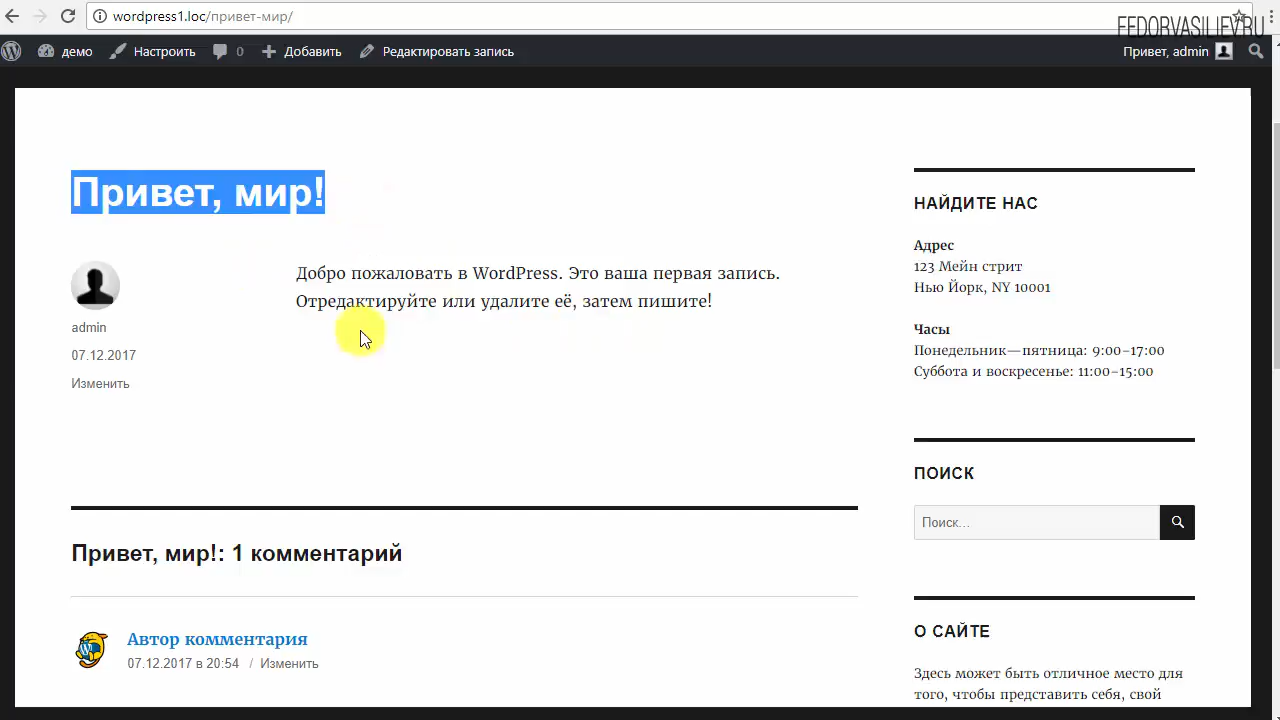 wordpress1.loc/привет-мир/
FEDORVASILIEV.RU
демо
Настроить
0
Добавить
Редактировать запись
Привет, admin
Привет, мир!
admin
07.12.2017
Изменить
Добро пожаловать в WordPress. Это ваша первая запись.
Отредактируйте или удалите её, затем пишите!
Привет, мир!: 1 комментарий
Автор комментария
07.12.2017 в 20:54 / Изменить
НАЙДИТЕ НАС
Адрес
123 Мейн стрит
Нью Йорк, NY 10001
Часы
Понедельник—пятница: 9:00–17:00
Суббота и воскресенье: 11:00–15:00
ПОИСК
Поиск…
О САЙТЕ
Здесь может быть отличное место для
того, чтобы представить себя, свой